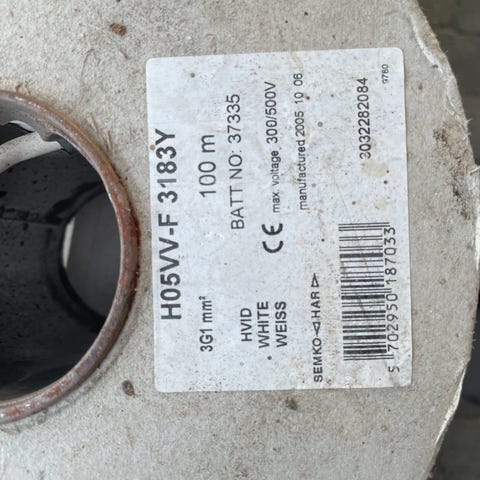 H05VV-F 3183Y
3G1 mm² 100 m
BATT NO: 37335
HVID
WHITE
WEISS
CE max. voltage 300/500V
manufactured 2005 10 06
SEMKO ◁HAR▷
3032282084
5 702950 187033
9760